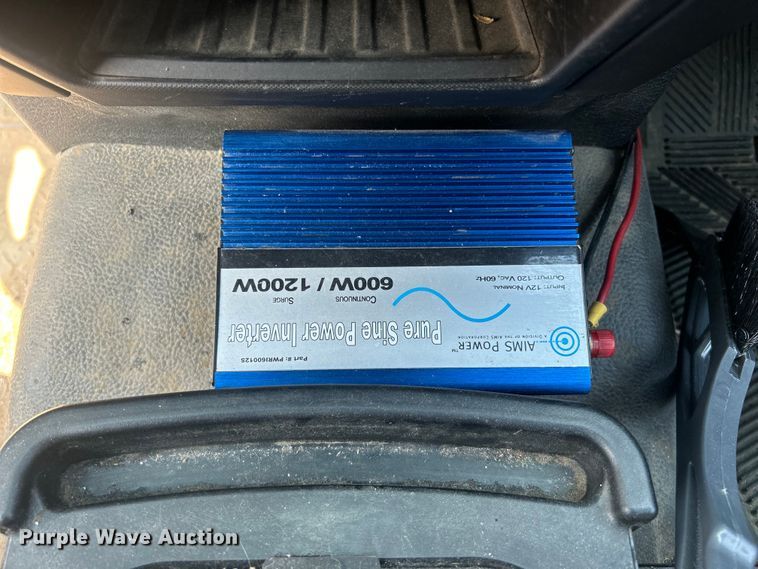 AIMS POWER™
A DIVISION OF THE AIMS CORPORATION
Part #: PWRI60012S
Pure Sine Power Inverter
CONTINUOUS SURGE
600W / 1200W
INPUT: 12V NOMINAL
OUTPUT: 120 VAC, 60Hz
Purple Wave Auction